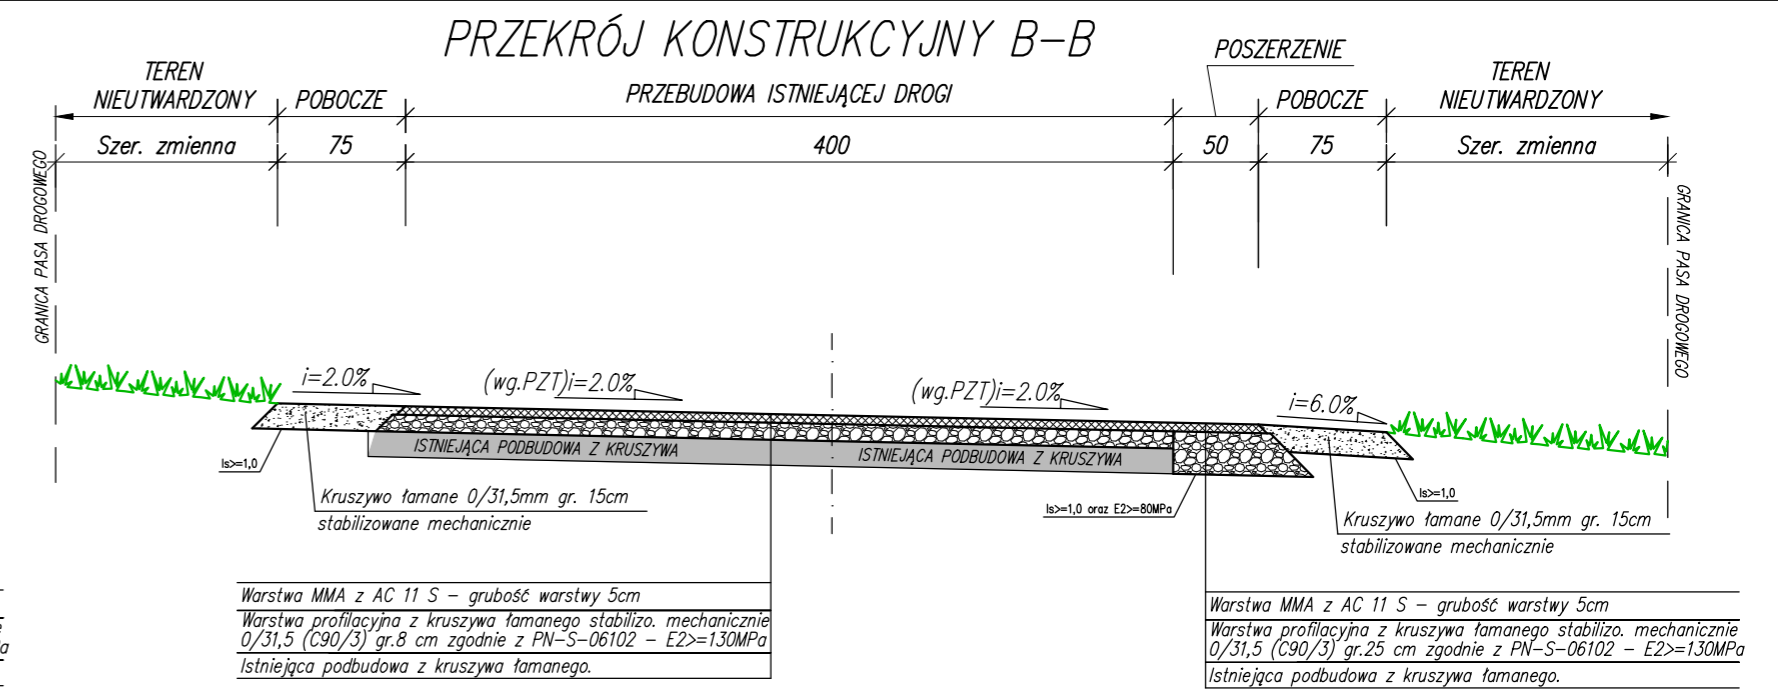 PRZEKRÓJ KONSTRUKCYJNY B-B
TEREN
NIEUTWARDZONY
POBOCZE
PRZEBUDOWA ISTNIEJĄCEJ DROGI
POSZERZENIE
POBOCZE
TEREN
NIEUTWARDZONY
Szer. zmienna
75
400
50
75
Szer. zmienna
GRANICA PASA DROGOWEGO
GRANICA PASA DROGOWEGO
i=2.0%
(wg.PZT)i=2.0%
(wg.PZT)i=2.0%
i=6.0%
ISTNIEJĄCA PODBUDOWA Z KRUSZYWA
ISTNIEJĄCA PODBUDOWA Z KRUSZYWA
Is>=1,0
Kruszywo łamane 0/31,5mm gr. 15cm
stabilizowane mechanicznie
Is>=1,0 oraz E2>=80MPa
Is>=1,0
Kruszywo łamane 0/31,5mm gr. 15cm
stabilizowane mechanicznie
Warstwa MMA z AC 11 S – grubość warstwy 5cm
Warstwa profilacyjna z kruszywa łamanego stabilizo. mechanicznie
0/31,5 (C90/3) gr.8 cm zgodnie z PN-S-06102 – E2>=130MPa
Istniejąca podbudowa z kruszywa łamanego.
Warstwa MMA z AC 11 S – grubość warstwy 5cm
Warstwa profilacyjna z kruszywa łamanego stabilizo. mechanicznie
0/31,5 (C90/3) gr.25 cm zgodnie z PN-S-06102 – E2>=130MPa
Istniejąca podbudowa z kruszywa łamanego.